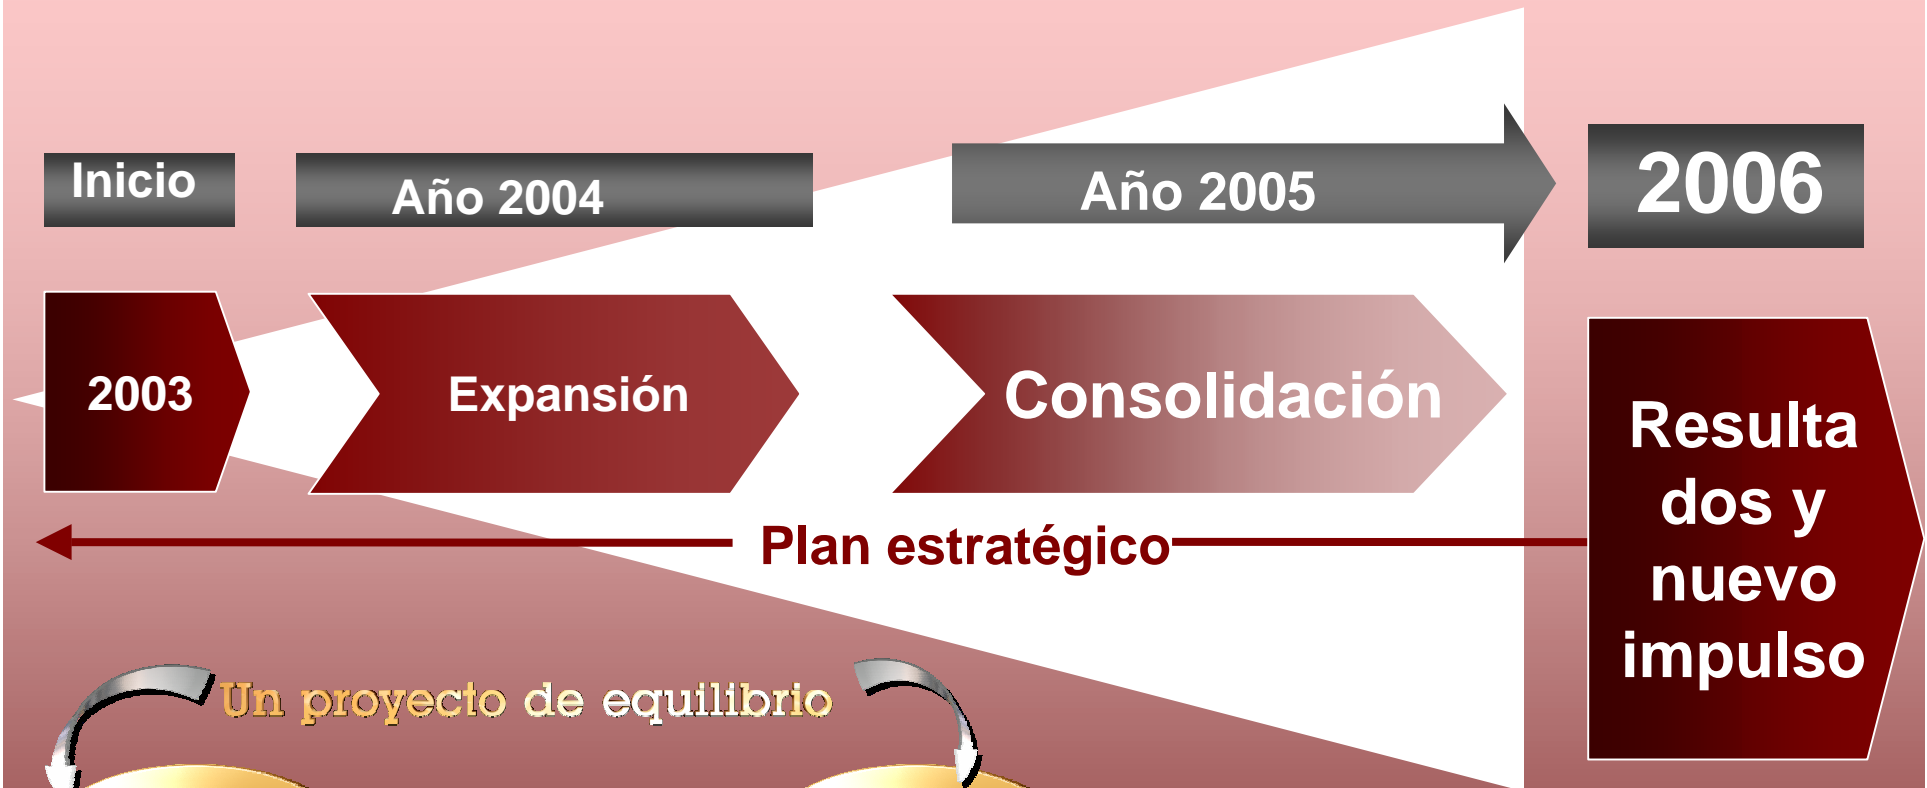 Inicio
Año 2004
Año 2005
2006
2003
Expansión
Consolidación
Resulta
dos y
nuevo
impulso
Plan estratégico
Un proyecto de equilibrio